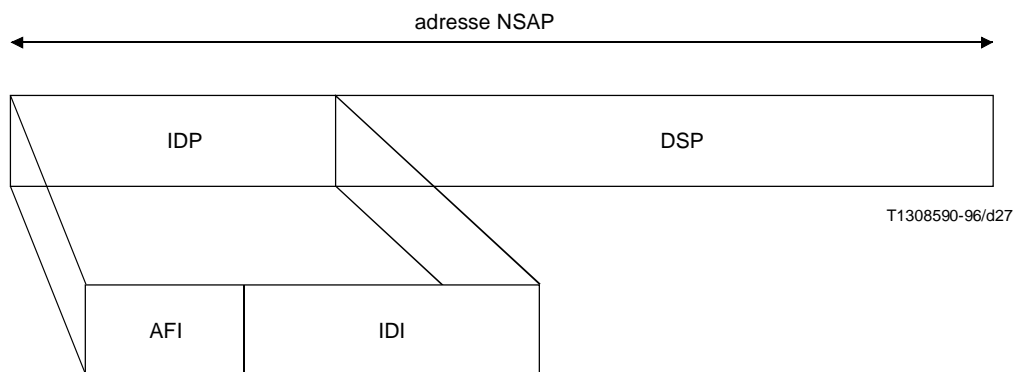 adresse NSAP
IDP
DSP
T1308590-96/d27
AFI
IDI